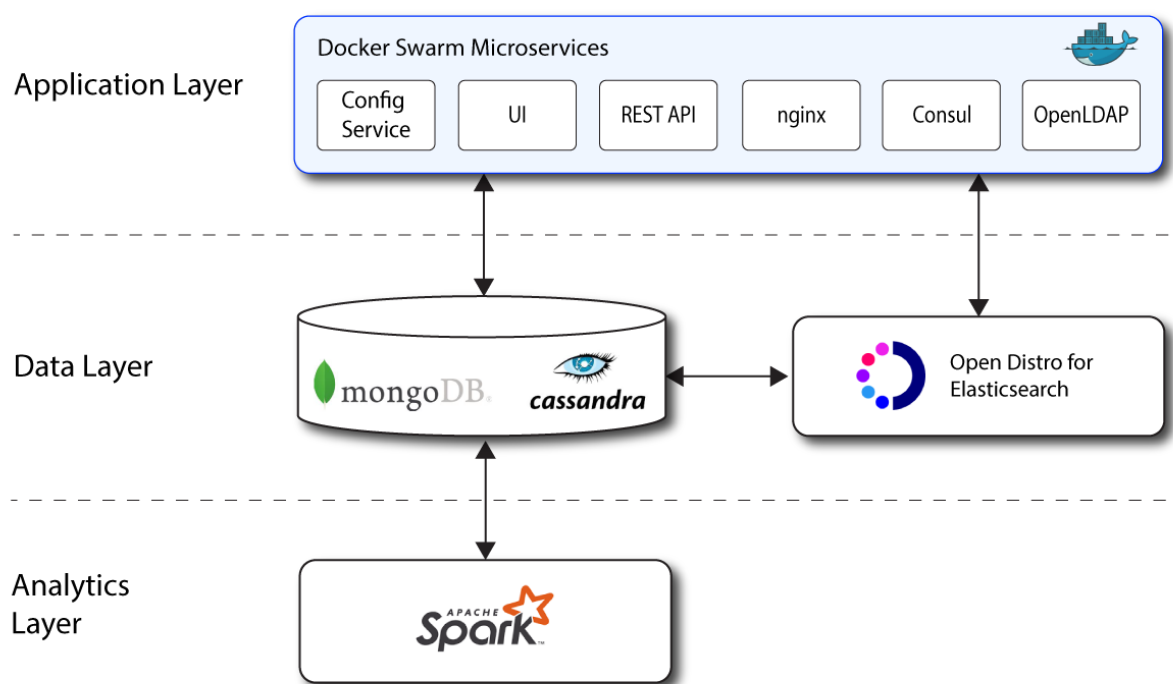 Application Layer
Docker Swarm Microservices
Config
Service
UI
REST API
nginx
Consul
OpenLDAP
Data Layer
mongoDB®
cassandra
Open Distro for
Elasticsearch
Analytics
Layer
APACHE
Spark™